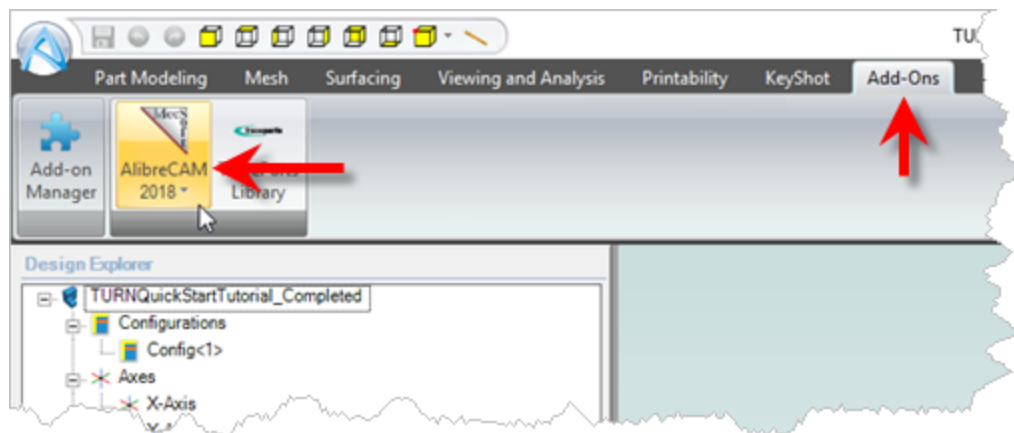 TU
Part Modeling Mesh Surfacing Viewing and Analysis Printability KeyShot Add-Ons
Add-on
Manager
AlibreCAM
2018
Library
Design Explorer
TURNQuickStartTutorial_Completed
Configurations
Config<1>
Axes
X-Axis